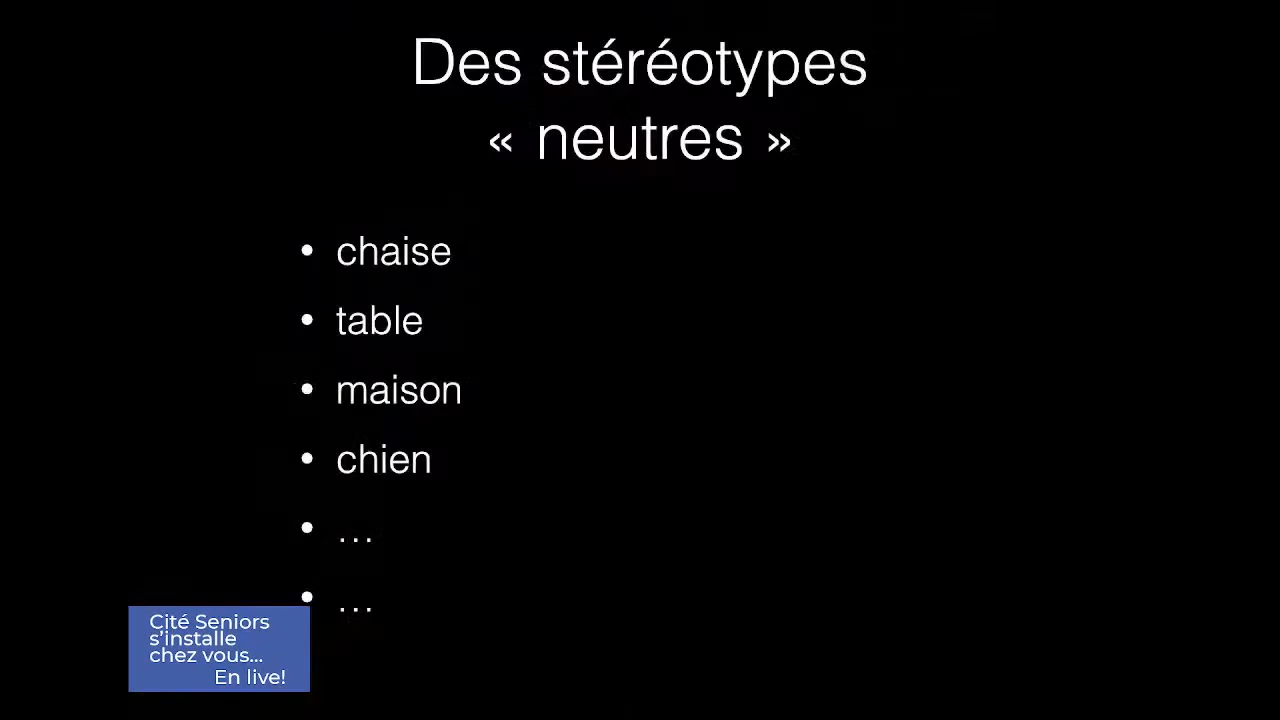 Des stéréotypes
« neutres »
• chaise
• table
• maison
• chien
• …
• …
Cité Seniors
s’installe
chez vous...
En live!